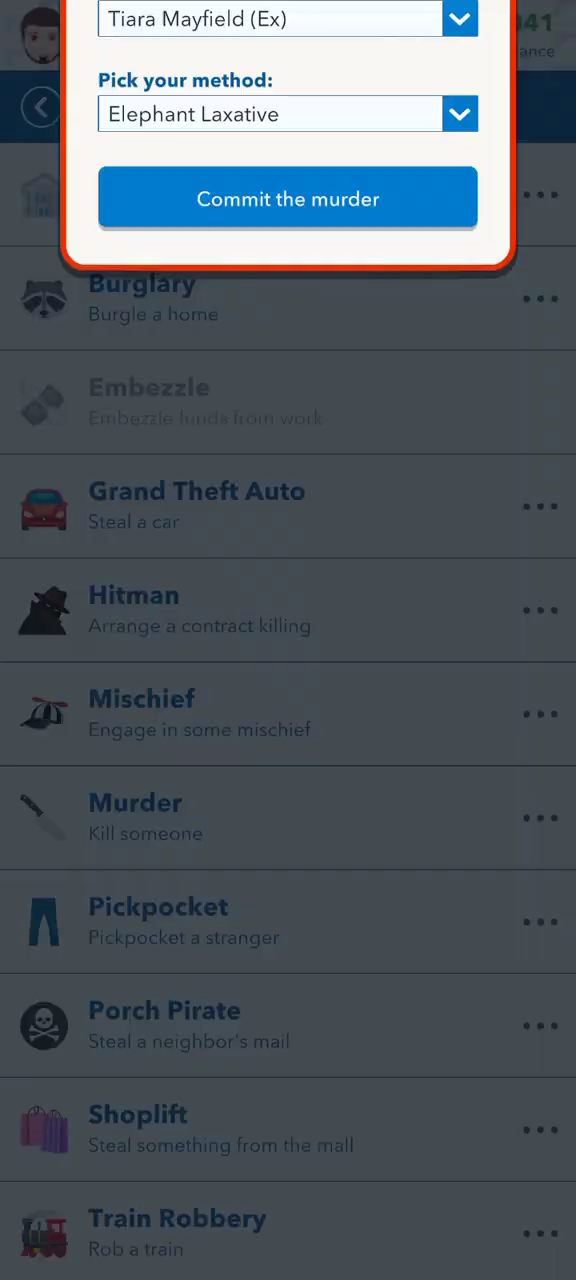 Tiara Mayfield (Ex)
041
ance
Pick your method:
Elephant Laxative
Commit the murder
Burglary
Burgle a home
Embezzle
Embezzle funds from work
Grand Theft Auto
Steal a car
Hitman
Arrange a contract killing
Mischief
Engage in some mischief
Murder
Kill someone
Pickpocket
Pickpocket a stranger
Porch Pirate
Steal a neighbor's mail
Shoplift
Steal something from the mall
Train Robbery
Rob a train